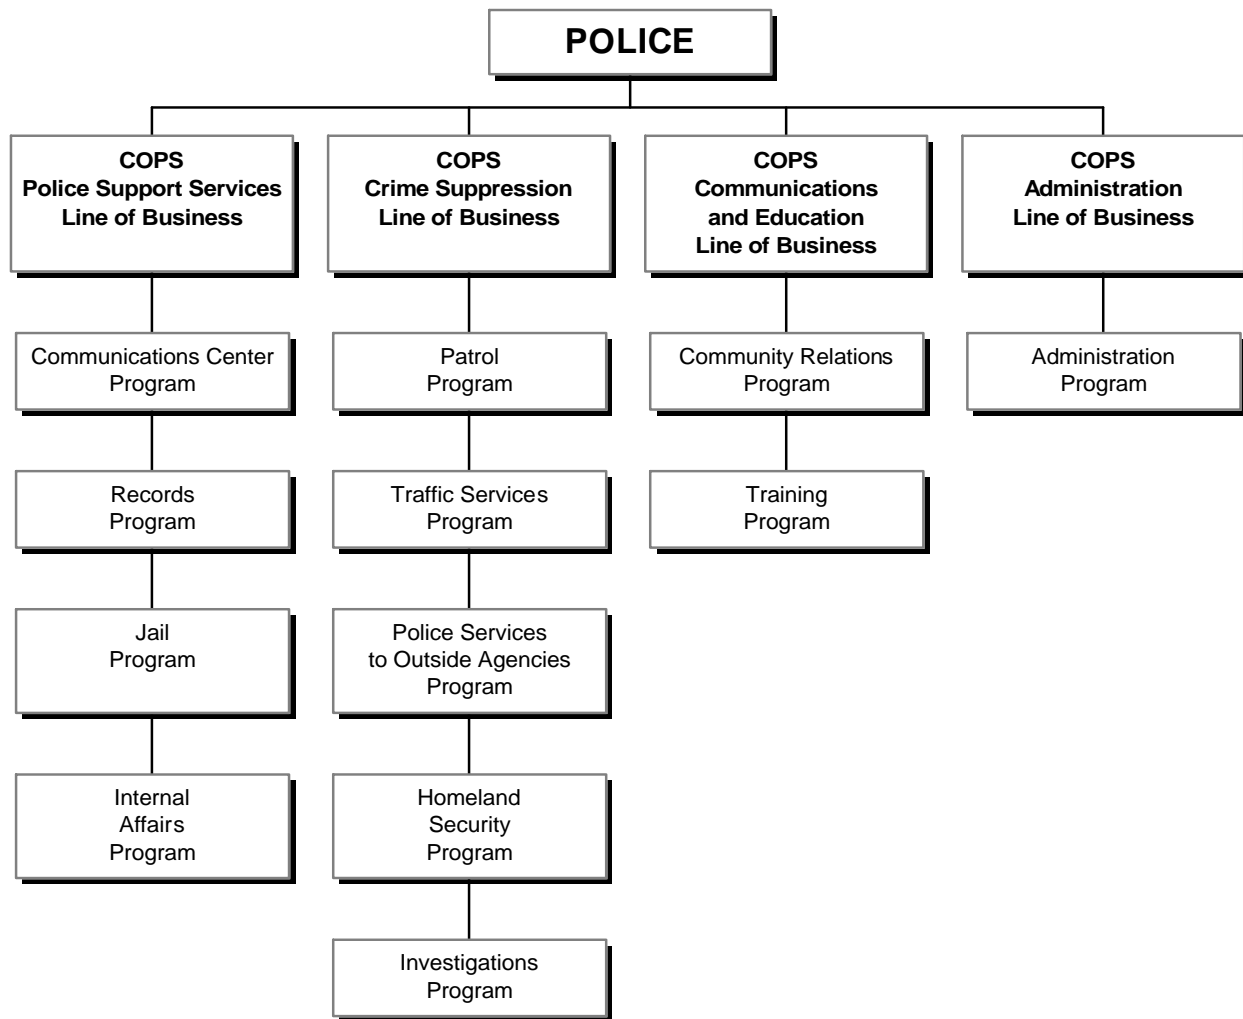 POLICE
COPS
Police Support Services
Line of Business
COPS
Crime Suppression
Line of Business
COPS
Communications
and Education
Line of Business
COPS
Administration
Line of Business
Communications Center
Program
Patrol
Program
Community Relations
Program
Administration
Program
Records
Program
Traffic Services
Program
Training
Program
Jail
Program
Police Services
to Outside Agencies
Program
Internal
Affairs
Program
Homeland
Security
Program
Investigations
Program